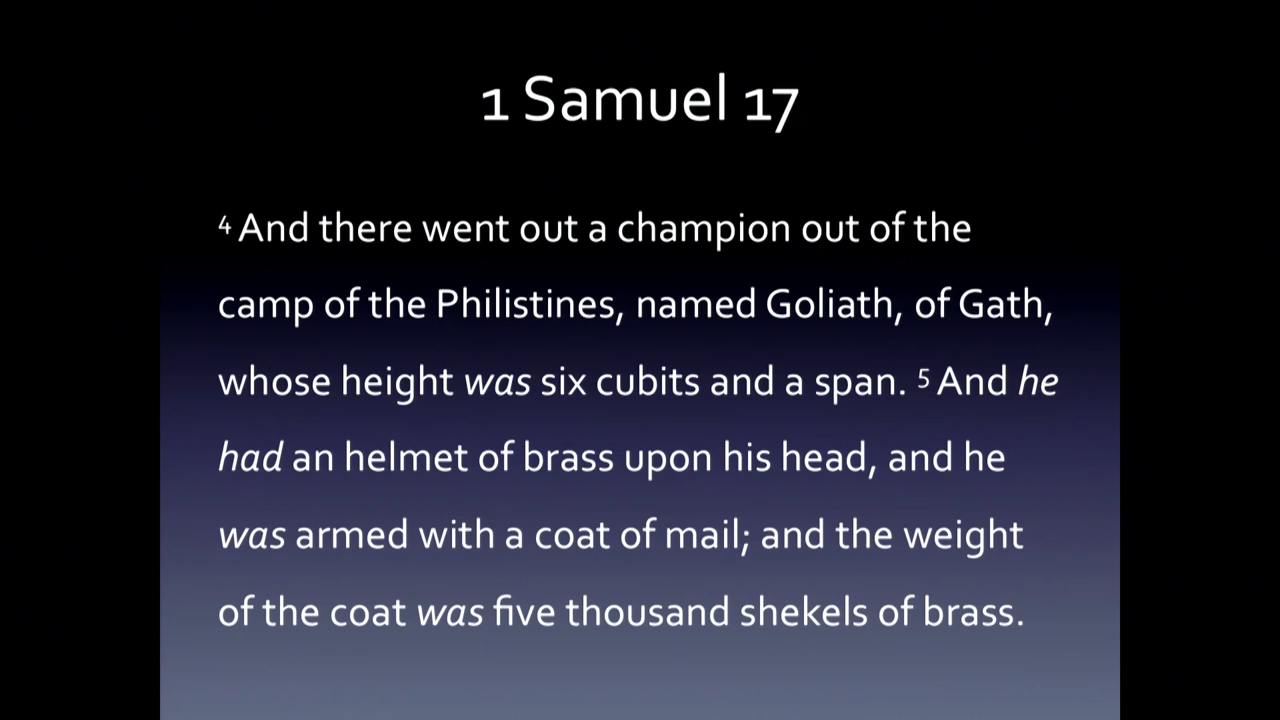 1 Samuel 17
4 And there went out a champion out of the
camp of the Philistines, named Goliath, of Gath,
whose height was six cubits and a span. 5 And he
had an helmet of brass upon his head, and he
was armed with a coat of mail; and the weight
of the coat was five thousand shekels of brass.